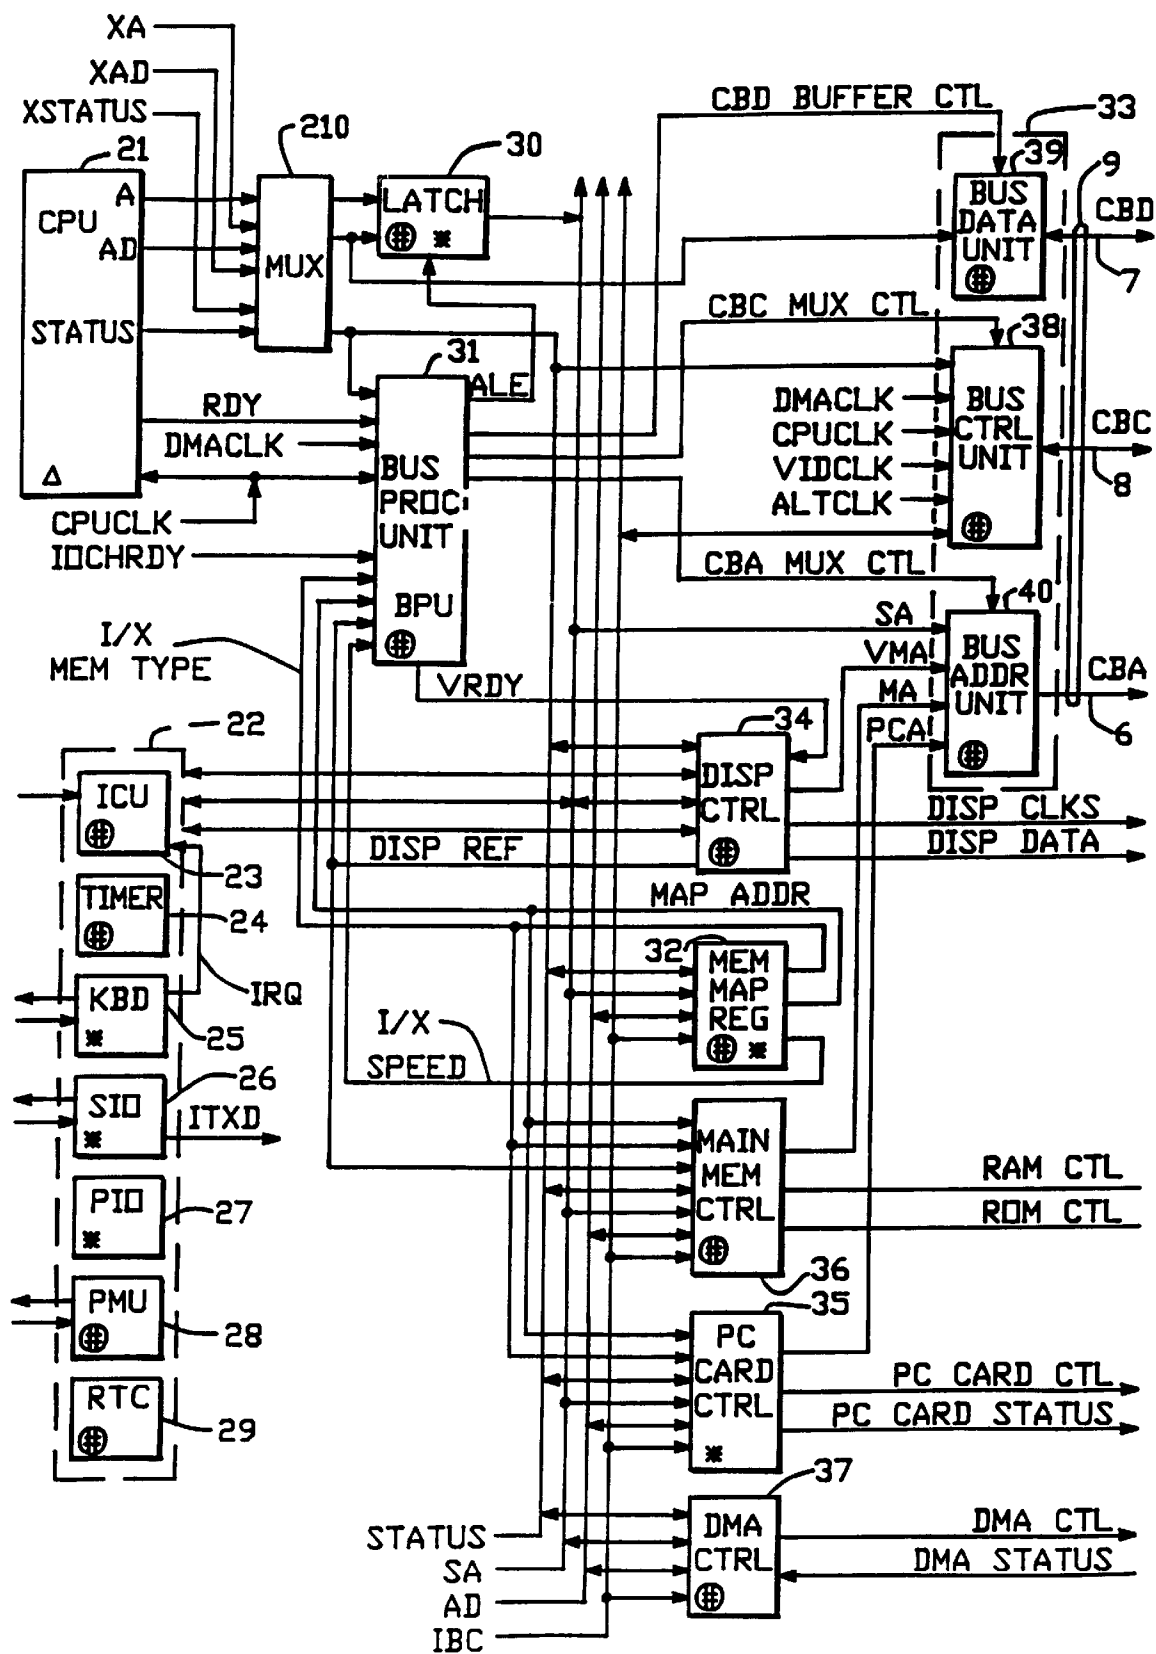 XA
XAD
XSTATUS
21
210
30
CBD BUFFER CTL
33
39
9
CPU
A
AD
STATUS
Δ
MUX
LATCH
# *
BUS
DATA
UNIT
#
CBD
7
CBC MUX CTL
38
31
ALE
RDY
DMACLK
CPUCLK
IOCHRDY
BUS
PROC
UNIT
BPU
#
DMACLK
CPUCLK
VIDCLK
ALTCLK
BUS
CTRL
UNIT
#
CBC
8
CBA MUX CTL
40
I/X
MEM TYPE
SA
VMA
MA
PCA
BUS
ADDR
UNIT
#
CBA
6
VRDY
22
34
ICU
#
23
DISP
CTRL
#
DISP CLKS
DISP DATA
DISP REF
TIMER
#
24
MAP ADDR
32
MEM
MAP
REG
# *
KBD
*
25
IRQ
I/X
SPEED
SIO
*
26
ITXD
MAIN
MEM
CTRL
#
36
RAM CTL
ROM CTL
PIO
*
27
PMU
#
28
35
PC
CARD
CTRL
*
PC CARD CTL
PC CARD STATUS
RTC
#
29
37
DMA
CTRL
#
DMA CTL
DMA STATUS
STATUS
SA
AD
IBC